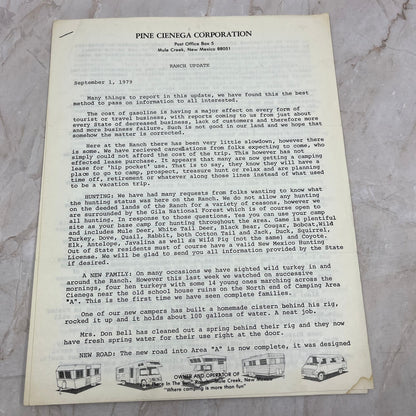 PINE CIENEGA CORPORATION
Post Office Box 5
Mule Creek, New Mexico 88051
RANCH UPDATE
September 1, 1979
Many things to report in this update, we have found this the best
method to pass on information to all interested.
The cost of gasoline is having a major effect on every form of
tourist or travel business, with reports coming to us from just about
every State of decreased business, lack of customers and therefore more
and more business failure. Such is not good in our land and we hope that
somehow the matter is corrected.
Here at the Ranch there has been very little slowdown, however there
is some. We have recieved cancellations from folks expecting to come, who
simply could not afford the cost of the trip. This however has not
effected lease purchase. It appears that many are now getting a camping
lease for "big time" use. That is to say, they know they will have a
place to go to camp, prospect, treasure hunt or relax and are planning
time off, retirement or whatever along those lines instead of what used
to be a vacation trip.
HUNTING: We have had many requests from folks wanting to know what
the hunting status was here on the Ranch. We do not allow any hunting
on the deeded lands of the Ranch for a variety of reasons, however we
are surrounded by the Gila National Forest which is of course open to
all hunting. In response to those questions, Yes you can use your camp
site as your base camp for hunting throughout the area. Game is plentiful
and includes Mule Deer, White Tail Deer, Black Bear, Cougar, Bobcat, Wild
Turkey, Dove, Quail, Rabbit, both Cotton Tail and Jack, Duck, Squirrel,
Elk, Antelope, Javalina as well as Wild Pig (not the same) and Coyote.
Out of State residents must of course have a valid New Mexico Hunting
License. We will be glad to send you all information provided by the State
if desired.
A NEW FAMILY: On many occasions we have sighted wild turkey in and
around the Ranch. However this last week we watched on successive
mornings, four hen turkeys with some 14 young ones marching across the
Cienega near the old school house ruins on the North end of Camping Area
"A". This is the first time we have seen complete families.
One of our new campers has built a homemade cistern behind his rig,
rocked it up and it holds about 100 gallons of water. A neat job.
Mrs. Don Bell has cleaned out a spring behind their rig and they now
have fresh spring water for their use right at the door.
NEW ROAD: The new road into Area "A" is now complete, it was designed
OWNER AND OPERATOR OF
Place In The Sun Ranch, Mule Creek, New Mexico
"Where camping is more than fun"